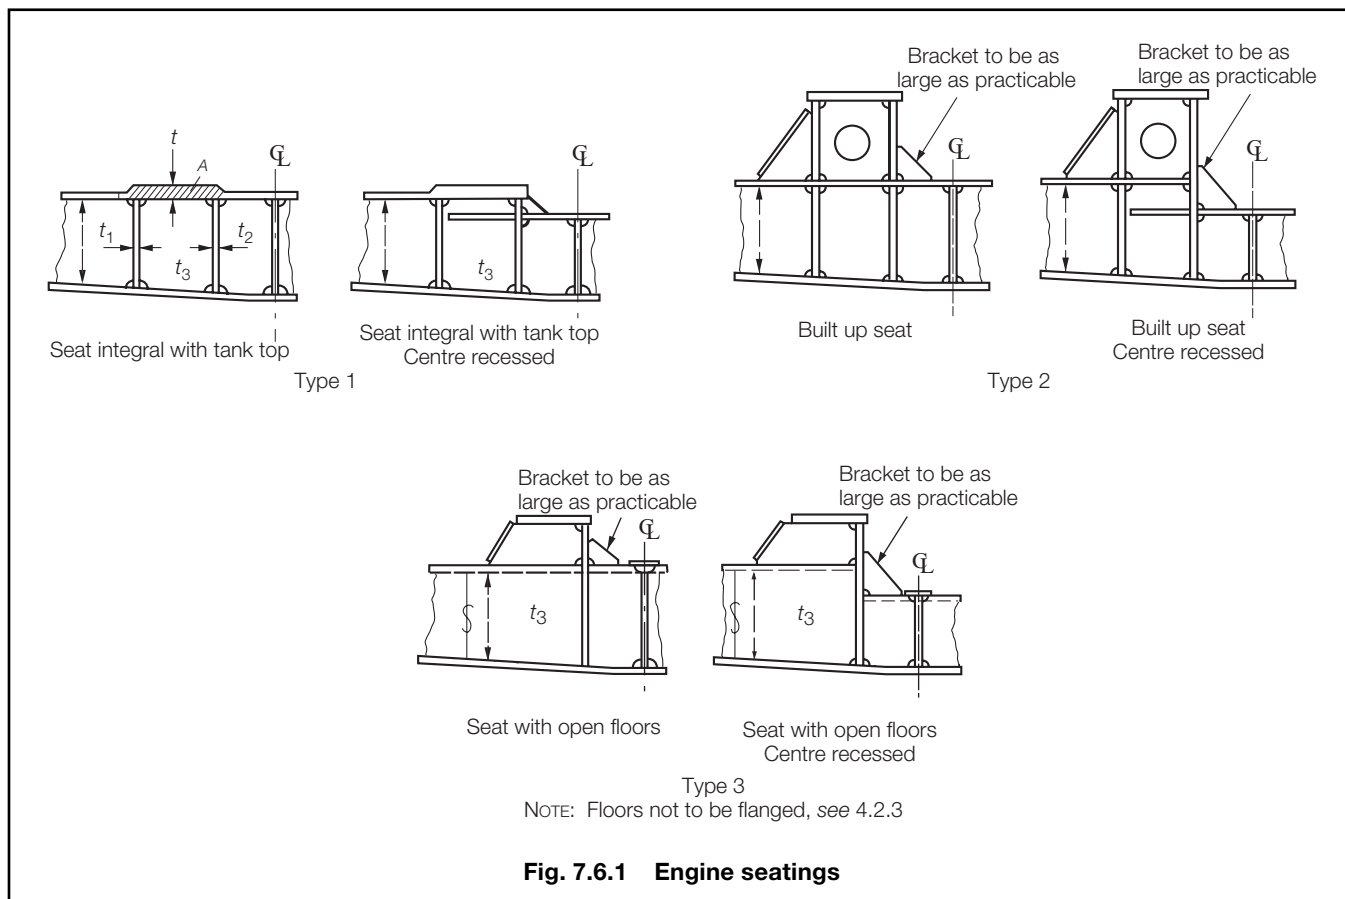 Bracket to be as
large as practicable
Bracket to be as
large as practicable
t
A
℄
℄
℄
℄
t1
t2
t3
t3
Seat integral with tank top
Seat integral with tank top
Centre recessed
Built up seat
Built up seat
Centre recessed
Type 1
Type 2
Bracket to be as
large as practicable
Bracket to be as
large as practicable
℄
℄
t3
t3
Seat with open floors
Seat with open floors
Centre recessed
Type 3
NOTE: Floors not to be flanged, see 4.2.3
Fig. 7.6.1 Engine seatings